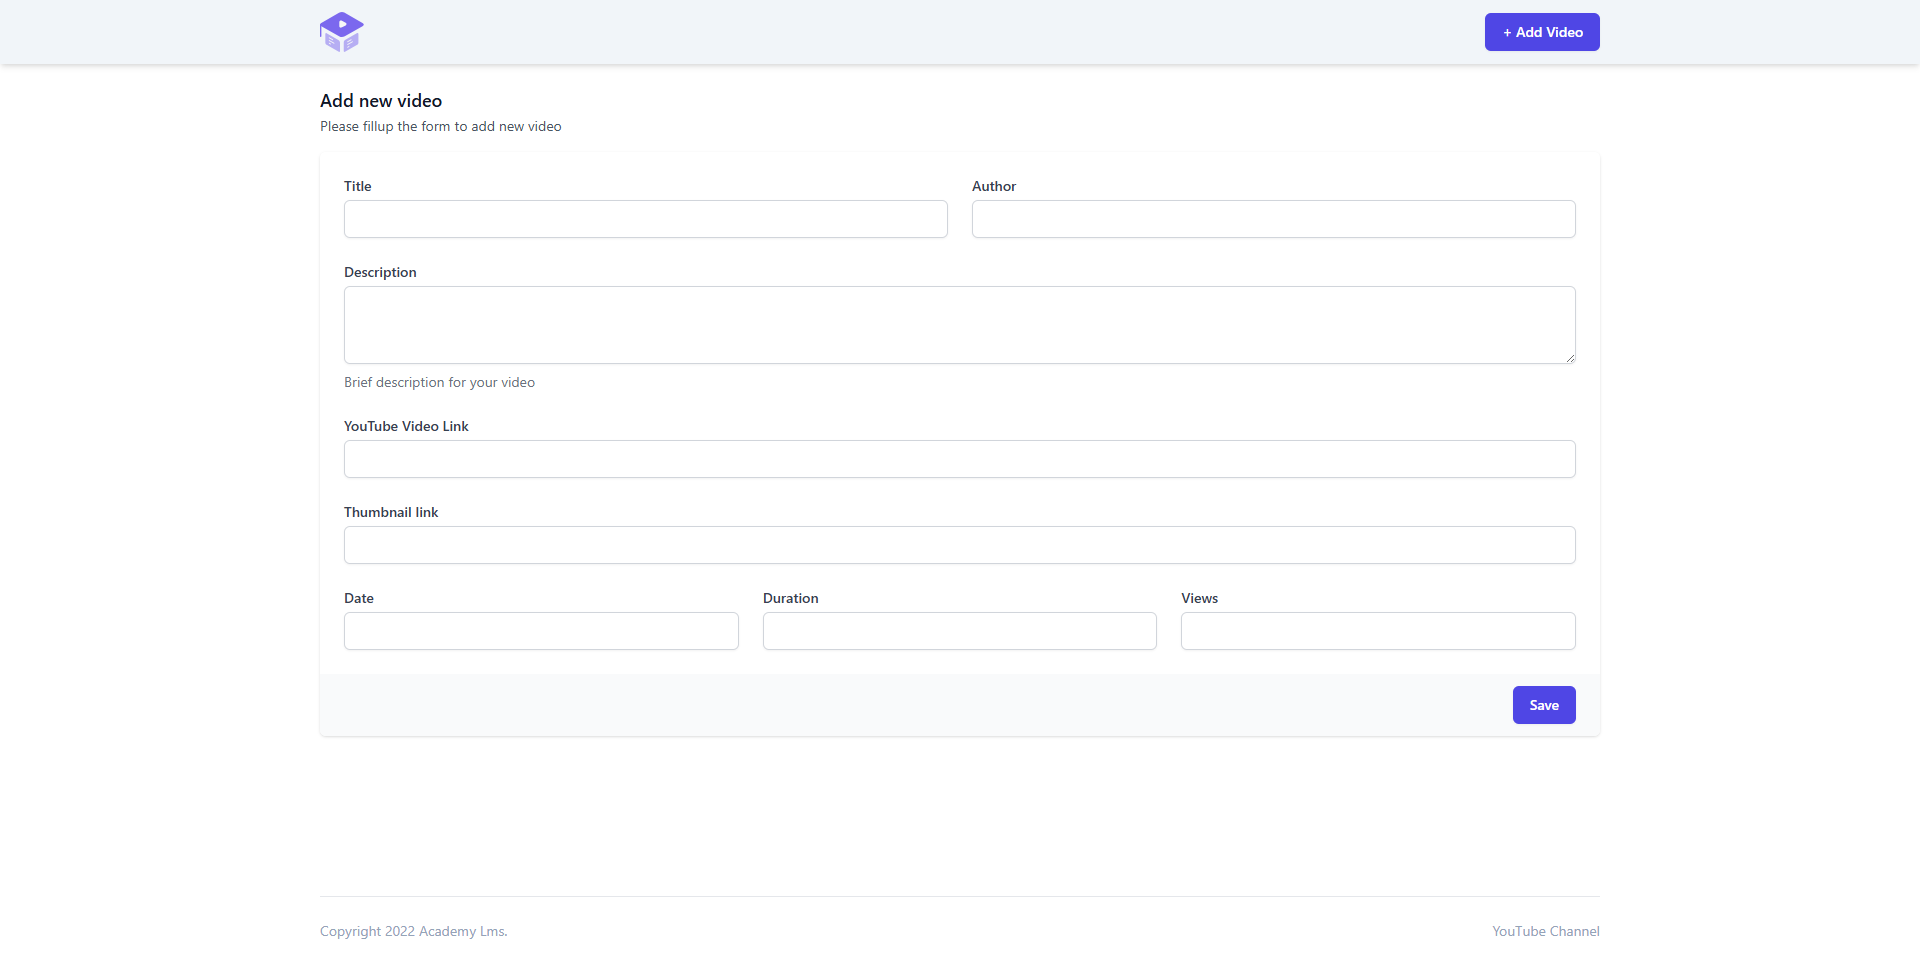 + Add Video
Add new video
Please fillup the form to add new video
Title
Author
Description
Brief description for your video
YouTube Video Link
Thumbnail link
Date
Duration
Views
Save
Copyright 2022 Academy Lms.
YouTube Channel